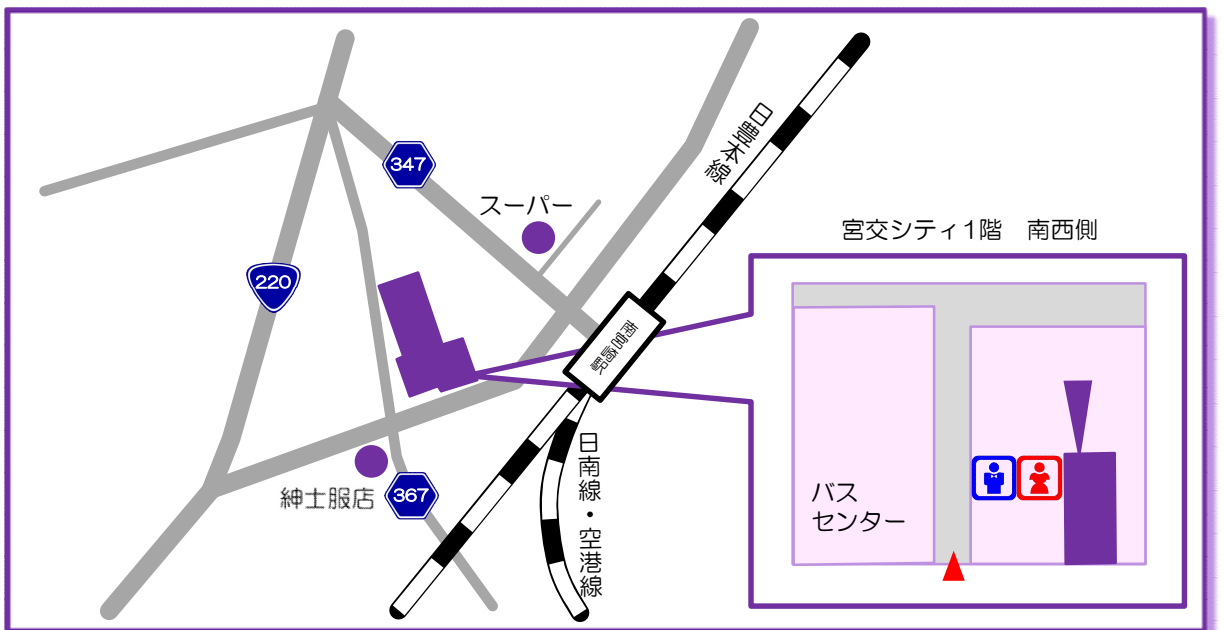 日豊本線
347
スーパー
宮交シティ1階 南西側
220
南宮崎駅
バス
センター
日南線・空港線
紳士服店
367